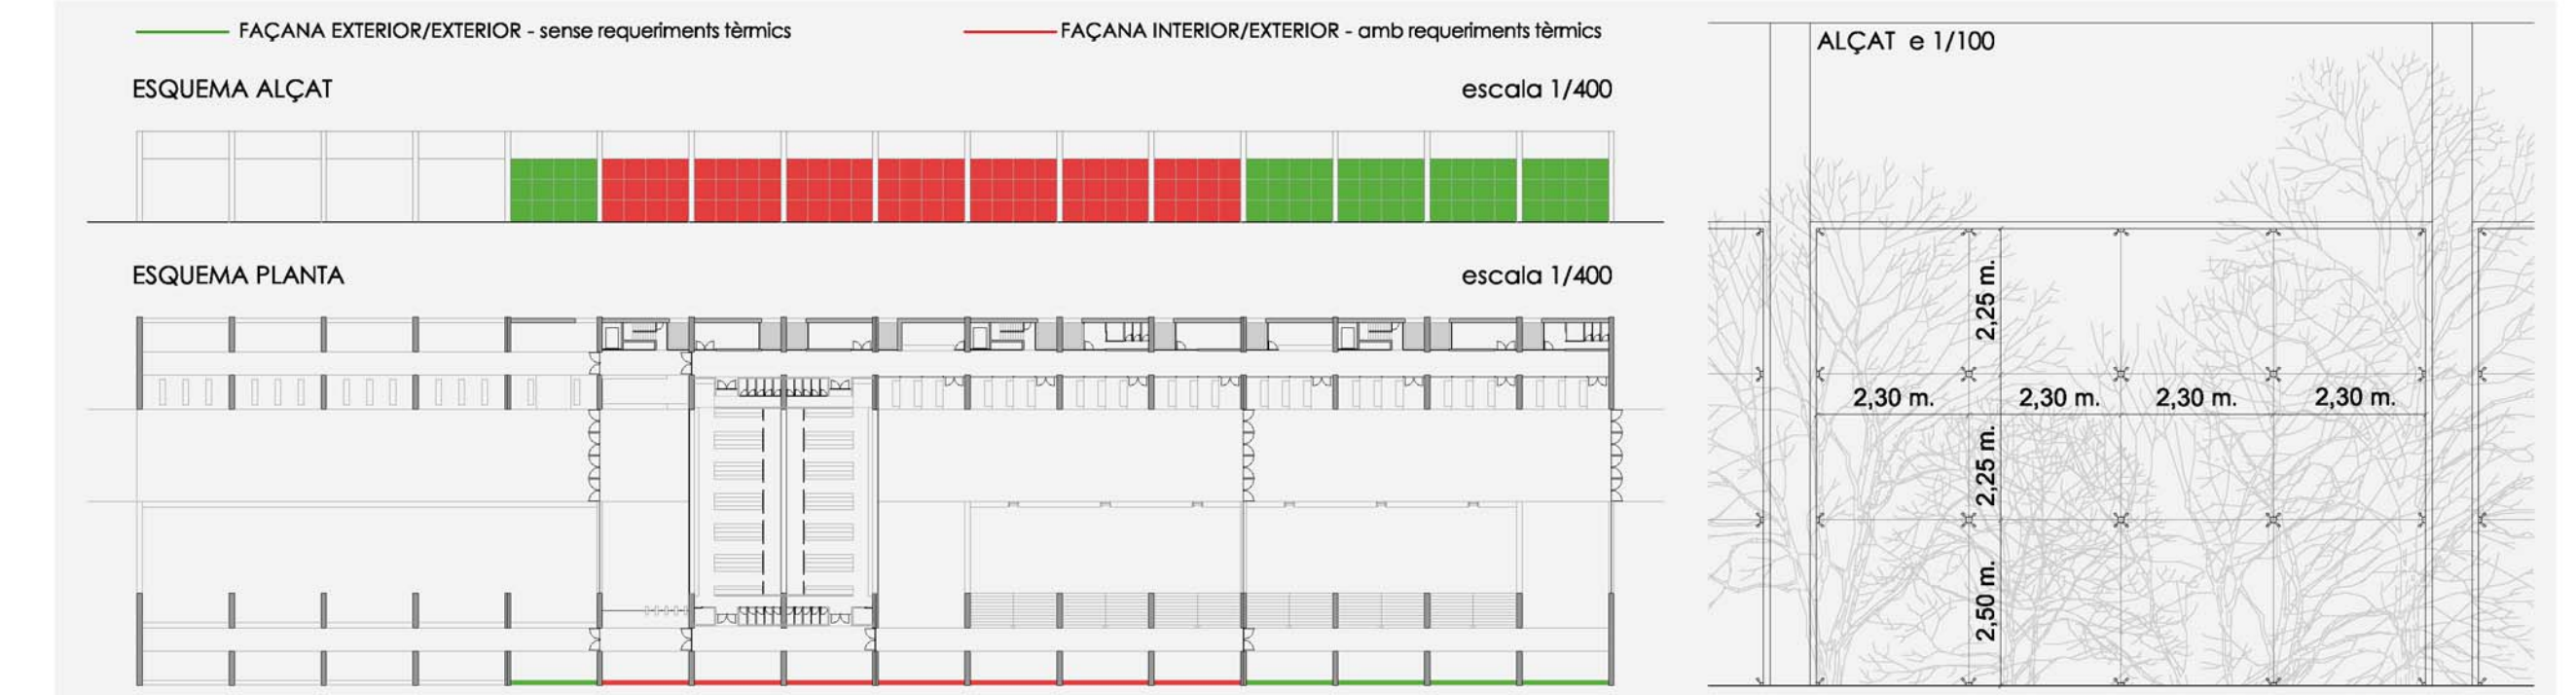 FAÇANA EXTERIOR/EXTERIOR - sense requeriments tèrmics
FAÇANA INTERIOR/EXTERIOR - amb requeriments tèrmics
ESQUEMA ALÇAT
escala 1/400
ESQUEMA PLANTA
escala 1/400
ALÇAT e 1/100
2,25 m.
2,30 m.
2,30 m.
2,30 m.
2,30 m.
2,25 m.
2,50 m.